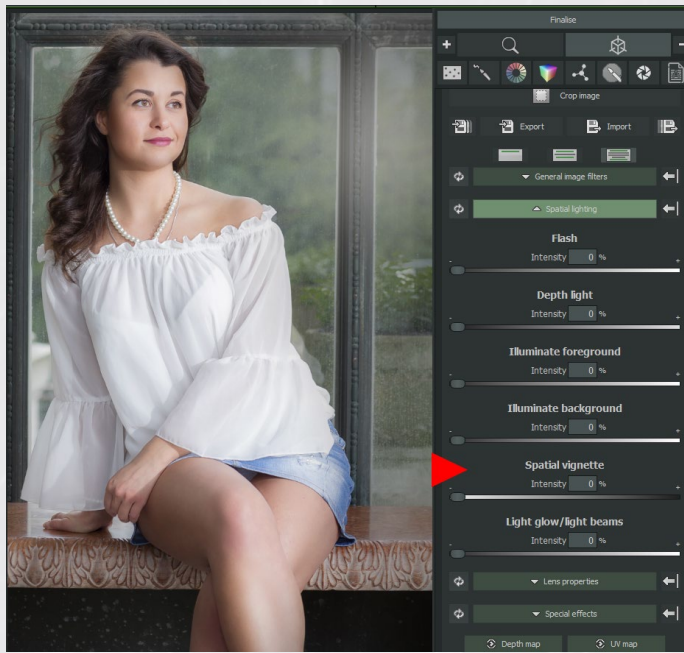 Finalise
Crop image
Export
Import
General image filters
Spatial lighting
Flash
Intensity 0 %
- +
Depth light
Intensity 0 %
- +
Illuminate foreground
Intensity 0 %
- +
Illuminate background
Intensity 0 %
- +
Spatial vignette
Intensity 0 %
- +
Light glow/light beams
Intensity 0 %
- +
Lens properties
Special effects
Depth map
UV map